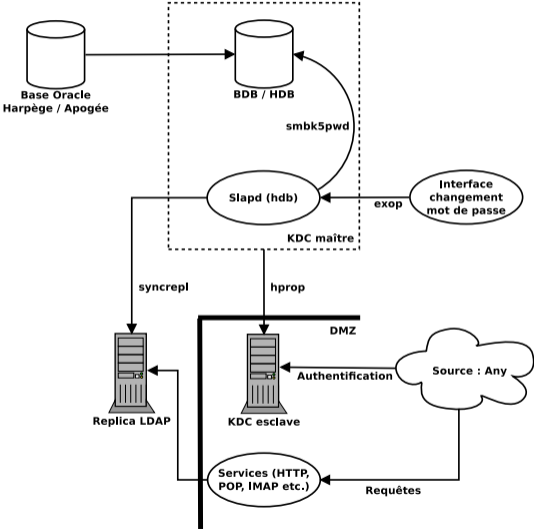 Base Oracle
Harpège / Apogée
BDB / HDB
smbk5pwd
Slapd (hdb)
Interface
changement
mot de passe
exop
KDC maître
syncrepl
hprop
DMZ
Source : Any
Authentification
Replica LDAP
KDC esclave
Services (HTTP,
POP, IMAP etc.)
Requêtes